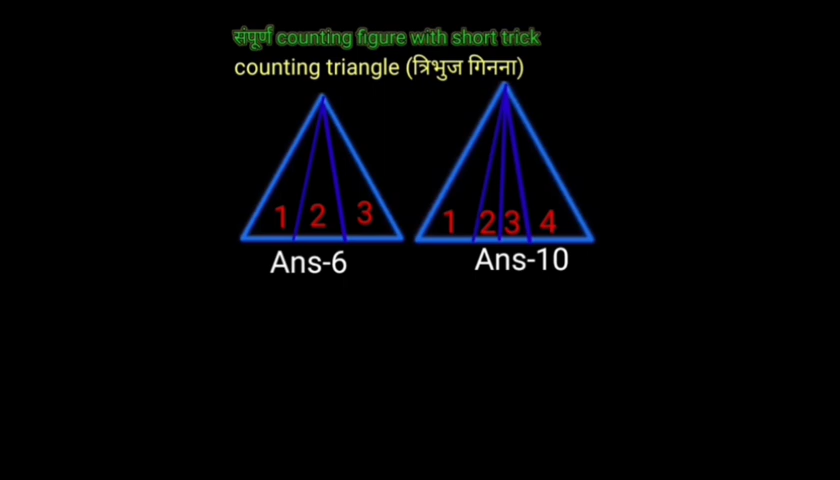 संपूर्ण counting figure with short trick
counting triangle (त्रिभुज गिनना)
1 2 3
1 2 3 4
Ans-6
Ans-10